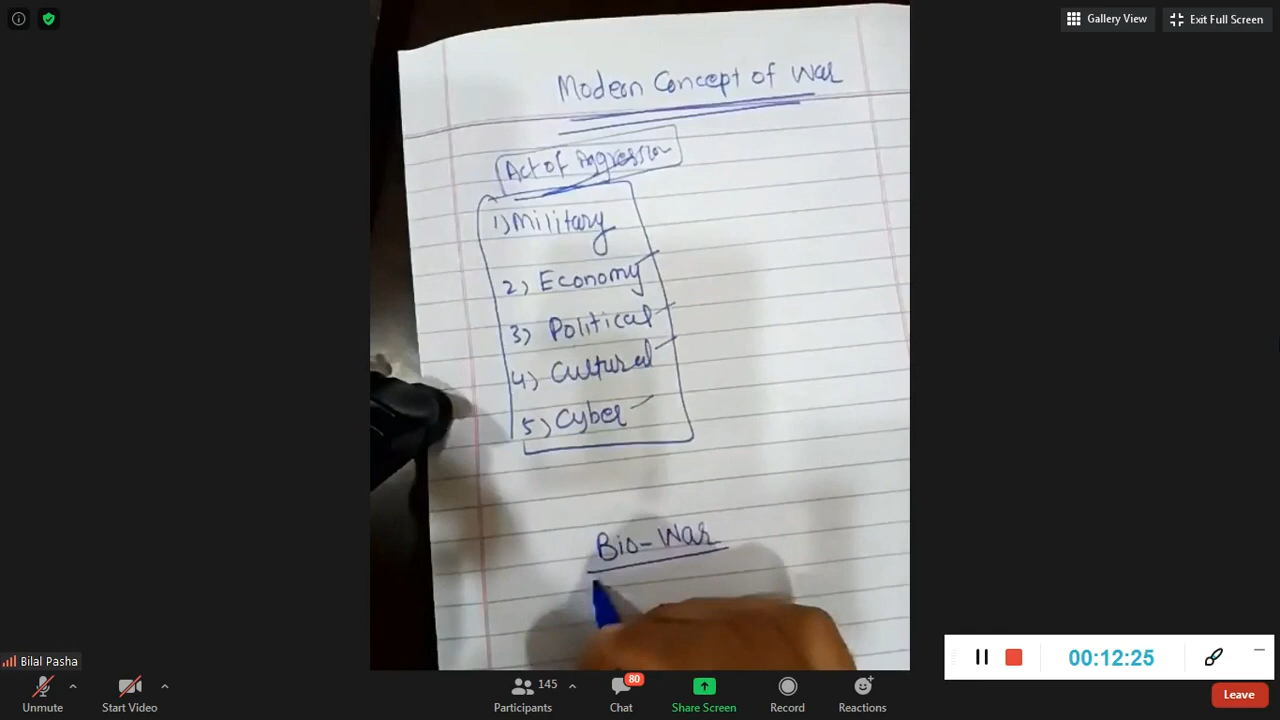 Gallery View
Exit Full Screen
Modern Concept of War
Act of Aggression
1) Military
2) Economy
3) Political
4) Cultural
5) Cyber
Bio-War
Bilal Pasha
00:12:25
Unmute
Start Video
145
Participants
80
Chat
Share Screen
Record
Reactions
Leave